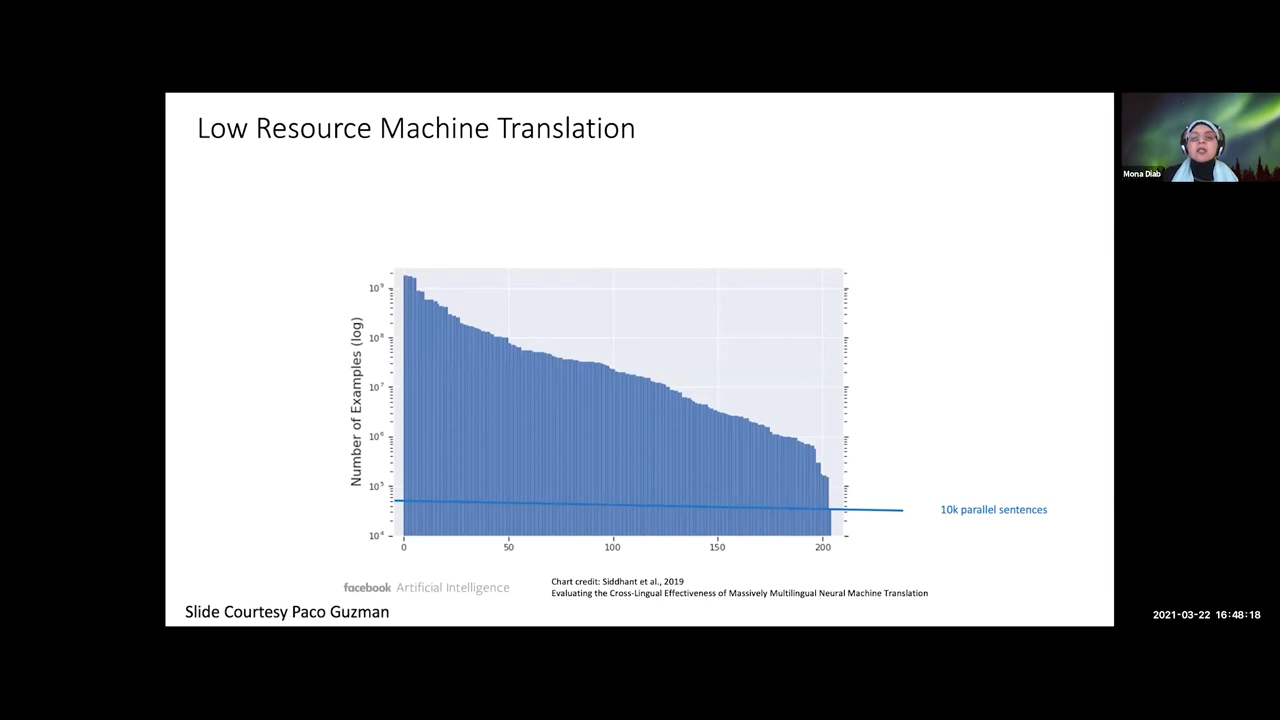 Low Resource Machine Translation
Mona Diab
Number of Examples (log)
10⁹
10⁸
10⁷
10⁶
10⁵
10⁴
0
50
100
150
200
10k parallel sentences
facebook Artificial Intelligence
Chart credit: Siddhant et al., 2019
Evaluating the Cross-Lingual Effectiveness of Massively Multilingual Neural Machine Translation
Slide Courtesy Paco Guzman
2021-03-22 16:48:18